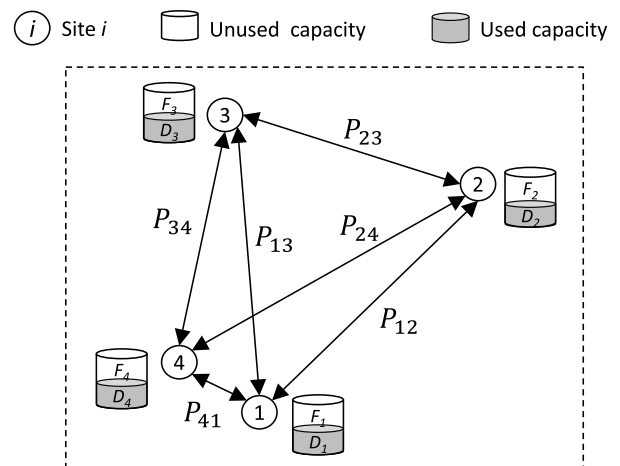 i Site i Unused capacity Used capacity
F3
3
D3
P23
2
F2
D2
P34
P13
P24
P12
4
F4
D4
P41
1
F1
D1